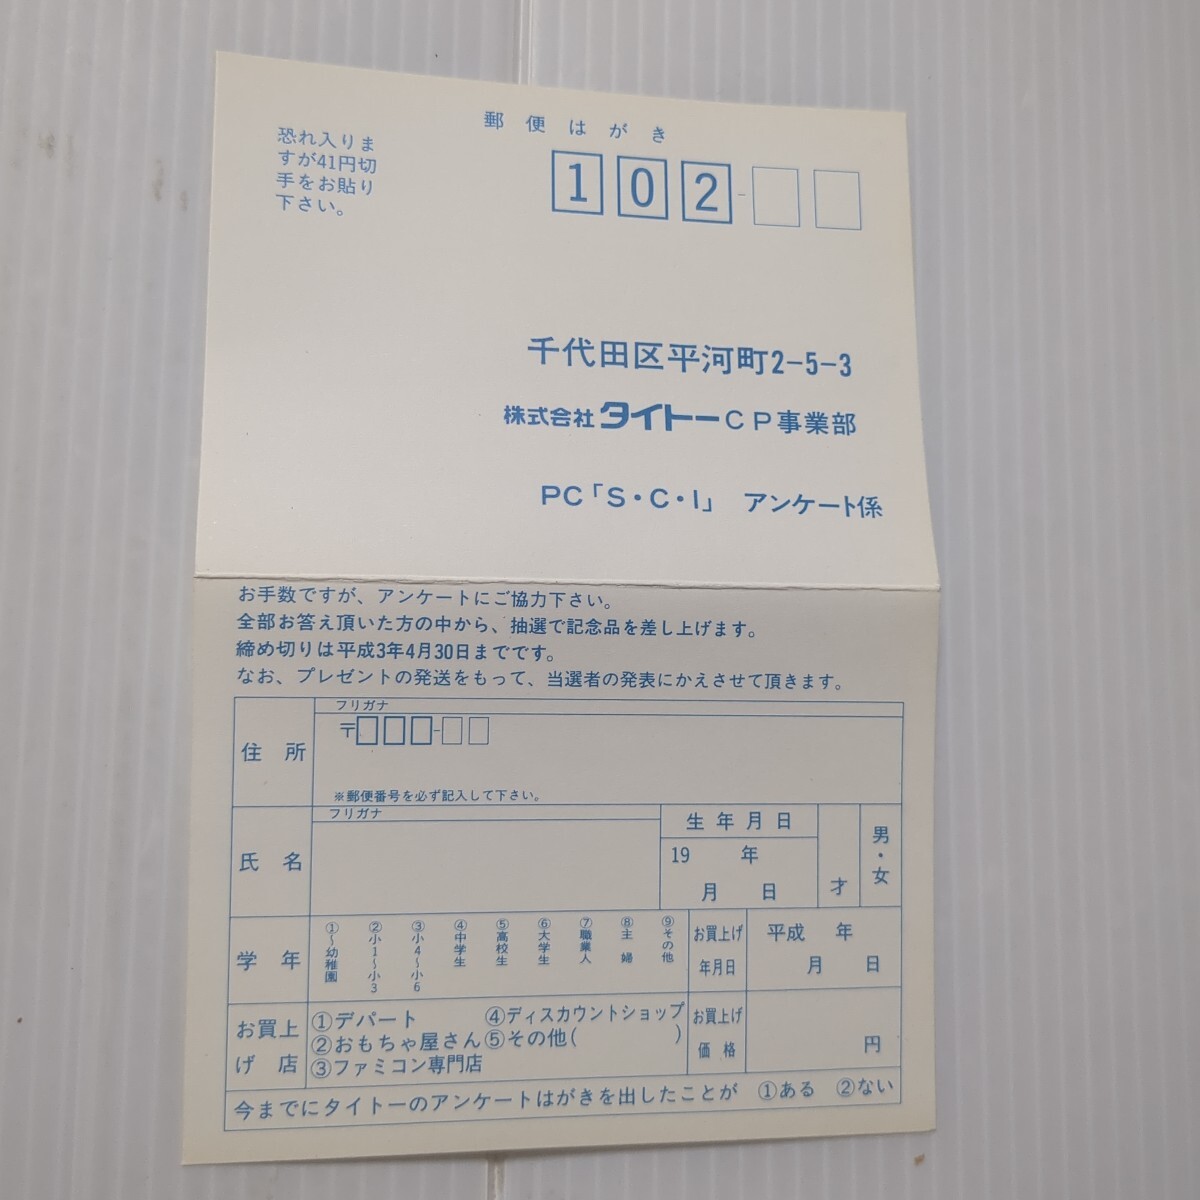 郵便はがき
恐れ入りま
すが41円切
手をお貼り
下さい。
102-
千代田区平河町2-5-3
株式会社タイトーCP事業部
PC「S・C・I」 アンケート係
お手数ですが、アンケートにご協力下さい。
全部お答え頂いた方の中から、抽選で記念品を差し上げます。
締め切りは平成3年4月30日までです。
なお、プレゼントの発送をもって、当選者の発表にかえさせて頂きます。
住所
フリガナ
〒
※郵便番号を必ず記入して下さい。
氏名
フリガナ
生年月日
19 年
月 日
才
男・女
学年
①〜幼稚園
②小1〜小3
③小4〜小6
④中学生
⑤高校生
⑥大学生
⑦職業人
⑧主婦
⑨その他
お買上げ
年月日
平成 年
月 日
お買上
げ店
①デパート
②おもちゃ屋さん
③ファミコン専門店
④ディスカウントショップ
⑤その他( )
お買上げ
価格
円
今までにタイトーのアンケートはがきを出したことが ①ある ②ない